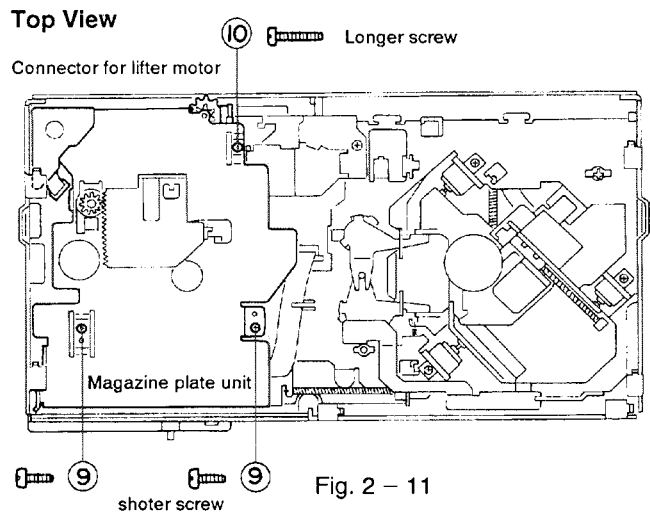 Top View
10 Longer screw
Connector for lifter motor
Magazine plate unit
9 9
Fig. 2 – 11
shoter screw